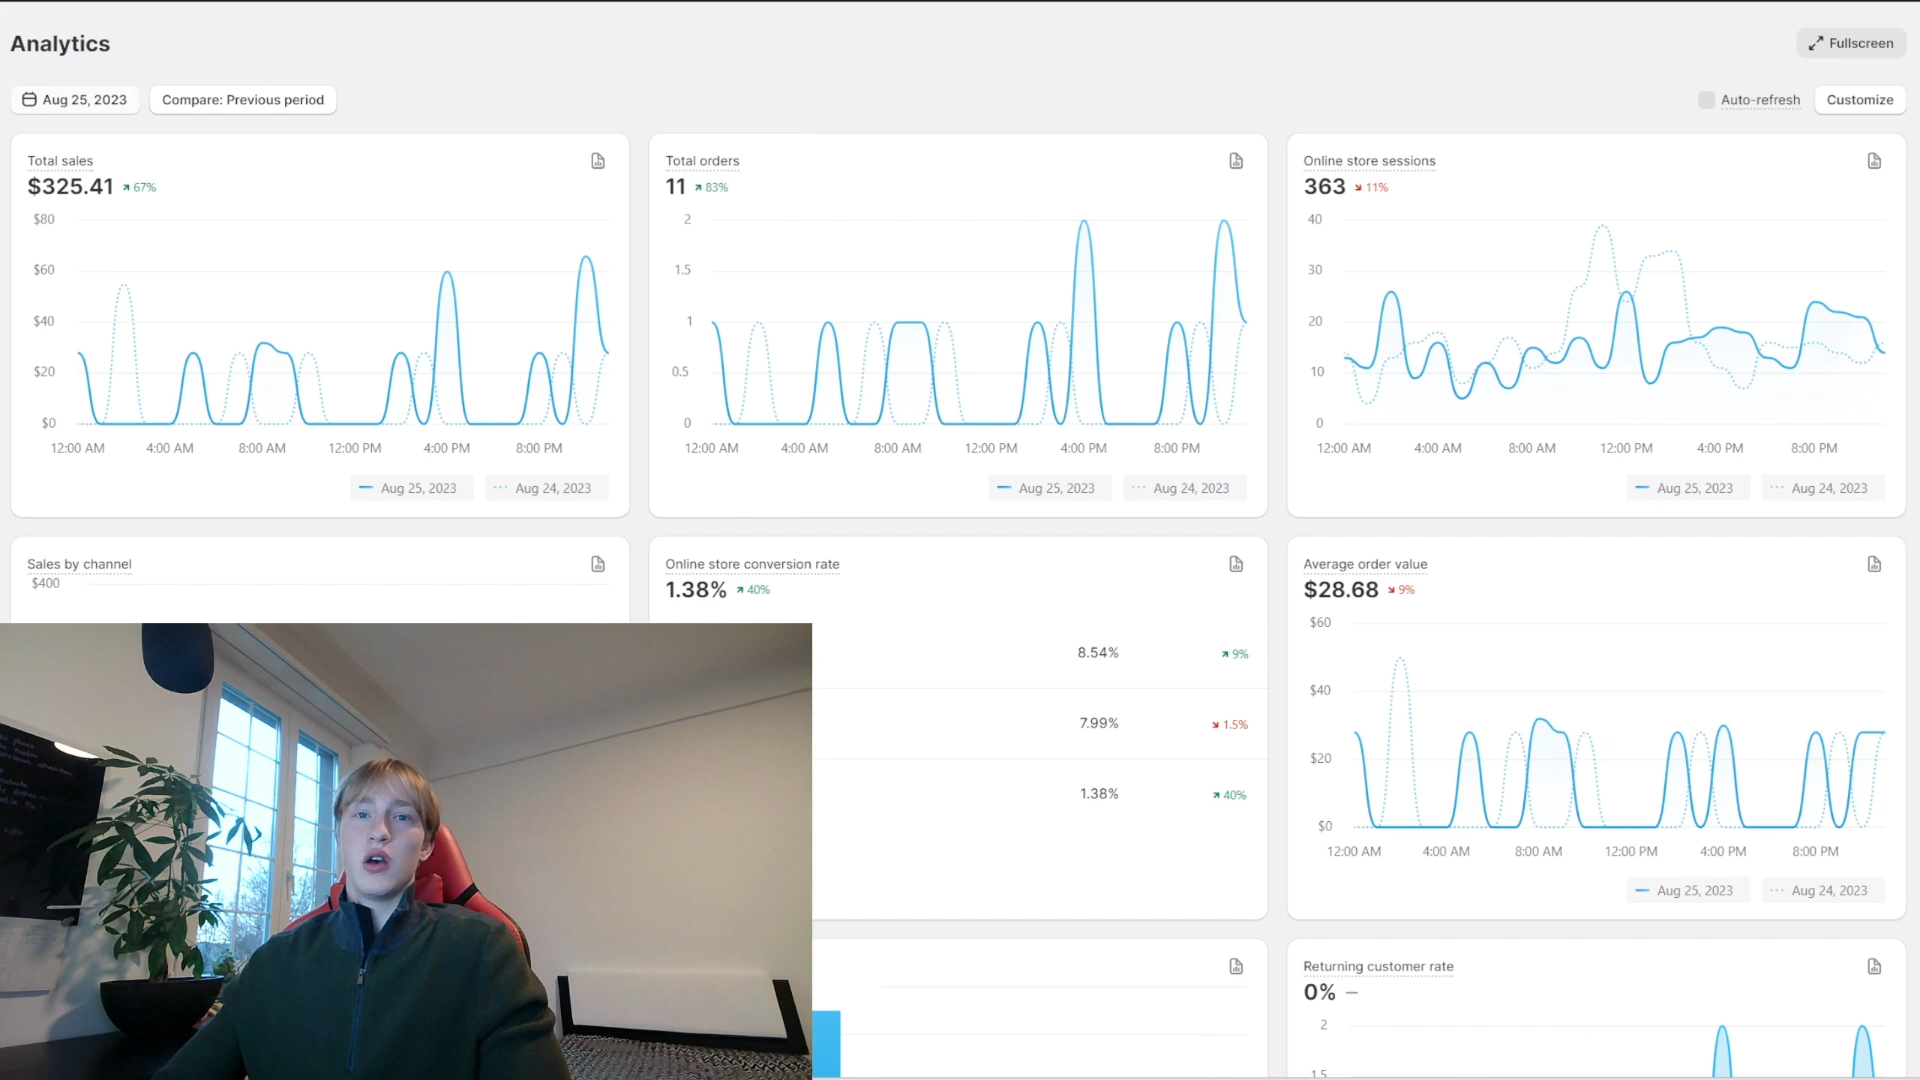 Analytics
Fullscreen
Aug 25, 2023
Compare: Previous period
Auto-refresh
Customize
Total sales
$325.41
67%
$80
$60
$40
$20
$0
12:00 AM 4:00 AM 8:00 AM 12:00 PM 4:00 PM 8:00 PM
Aug 25, 2023
Aug 24, 2023
Total orders
11
83%
2
1.5
1
0.5
0
12:00 AM 4:00 AM 8:00 AM 12:00 PM 4:00 PM 8:00 PM
Aug 25, 2023
Aug 24, 2023
Online store sessions
363
11%
40
30
20
10
0
12:00 AM 4:00 AM 8:00 AM 12:00 PM 4:00 PM 8:00 PM
Aug 25, 2023
Aug 24, 2023
Sales by channel
$400
Online store conversion rate
1.38%
40%
8.54% 9%
7.99% 1.5%
1.38% 40%
Average order value
$28.68
9%
$60
$40
$20
$0
12:00 AM 4:00 AM 8:00 AM 12:00 PM 4:00 PM 8:00 PM
Aug 25, 2023
Aug 24, 2023
Returning customer rate
0% –
2
1.5